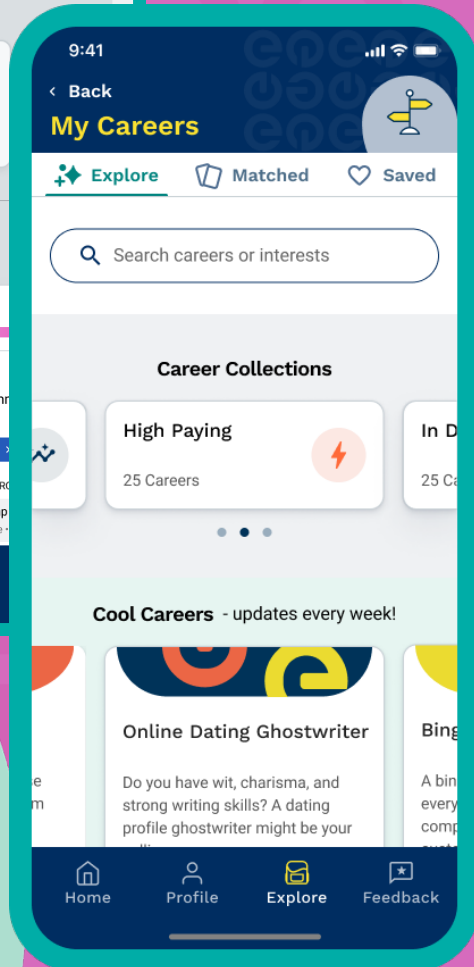 9:41
Back
My Careers
Explore
Matched
Saved
Search careers or interests
Career Collections
High Paying
25 Careers
In D
25 Ca
Cool Careers - updates every week!
Online Dating Ghostwriter
Do you have wit, charisma, and
strong writing skills? A dating
profile ghostwriter might be your
Bing
A bin
every
comp
se
m
Home
Profile
Explore
Feedback